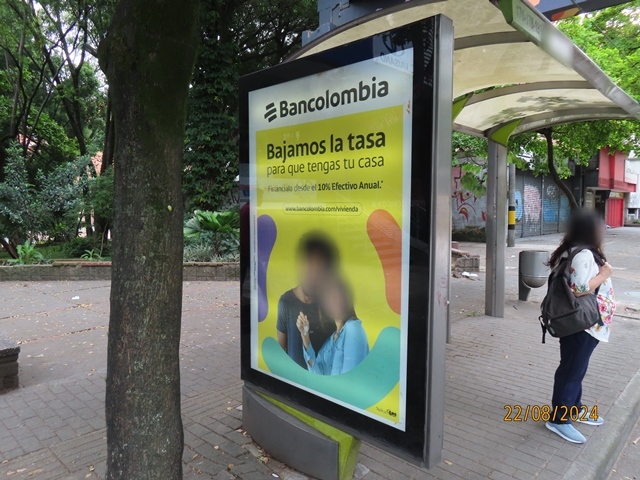 Bancolombia
Bajamos la tasa
para que tengas tu casa
Financialo desde el 10% Efectivo Anual.*
www.bancolombia.com/vivienda
22/08/2024